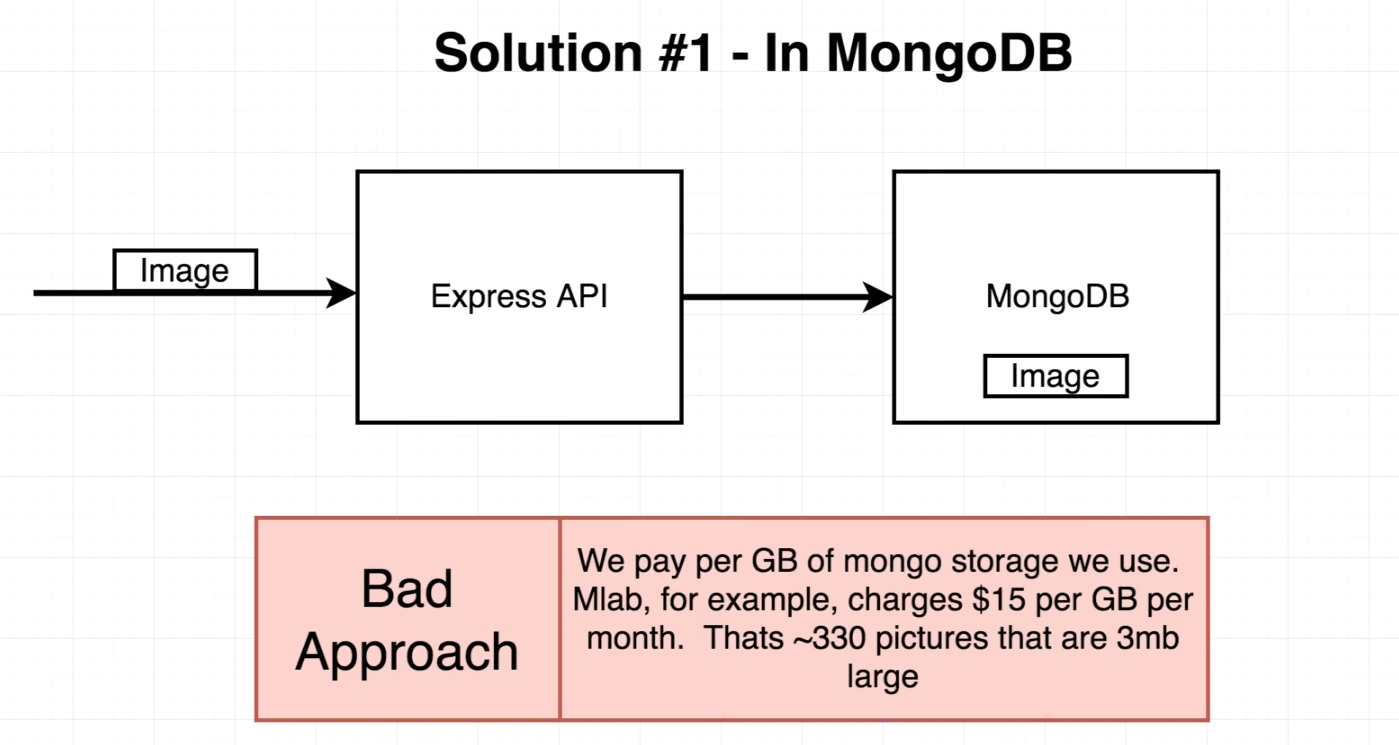 Solution #1 - In MongoDB
Image
Express API
MongoDB
Image
Bad
Approach
We pay per GB of mongo storage we use.
Mlab, for example, charges $15 per GB per
month.  Thats ~330 pictures that are 3mb
large